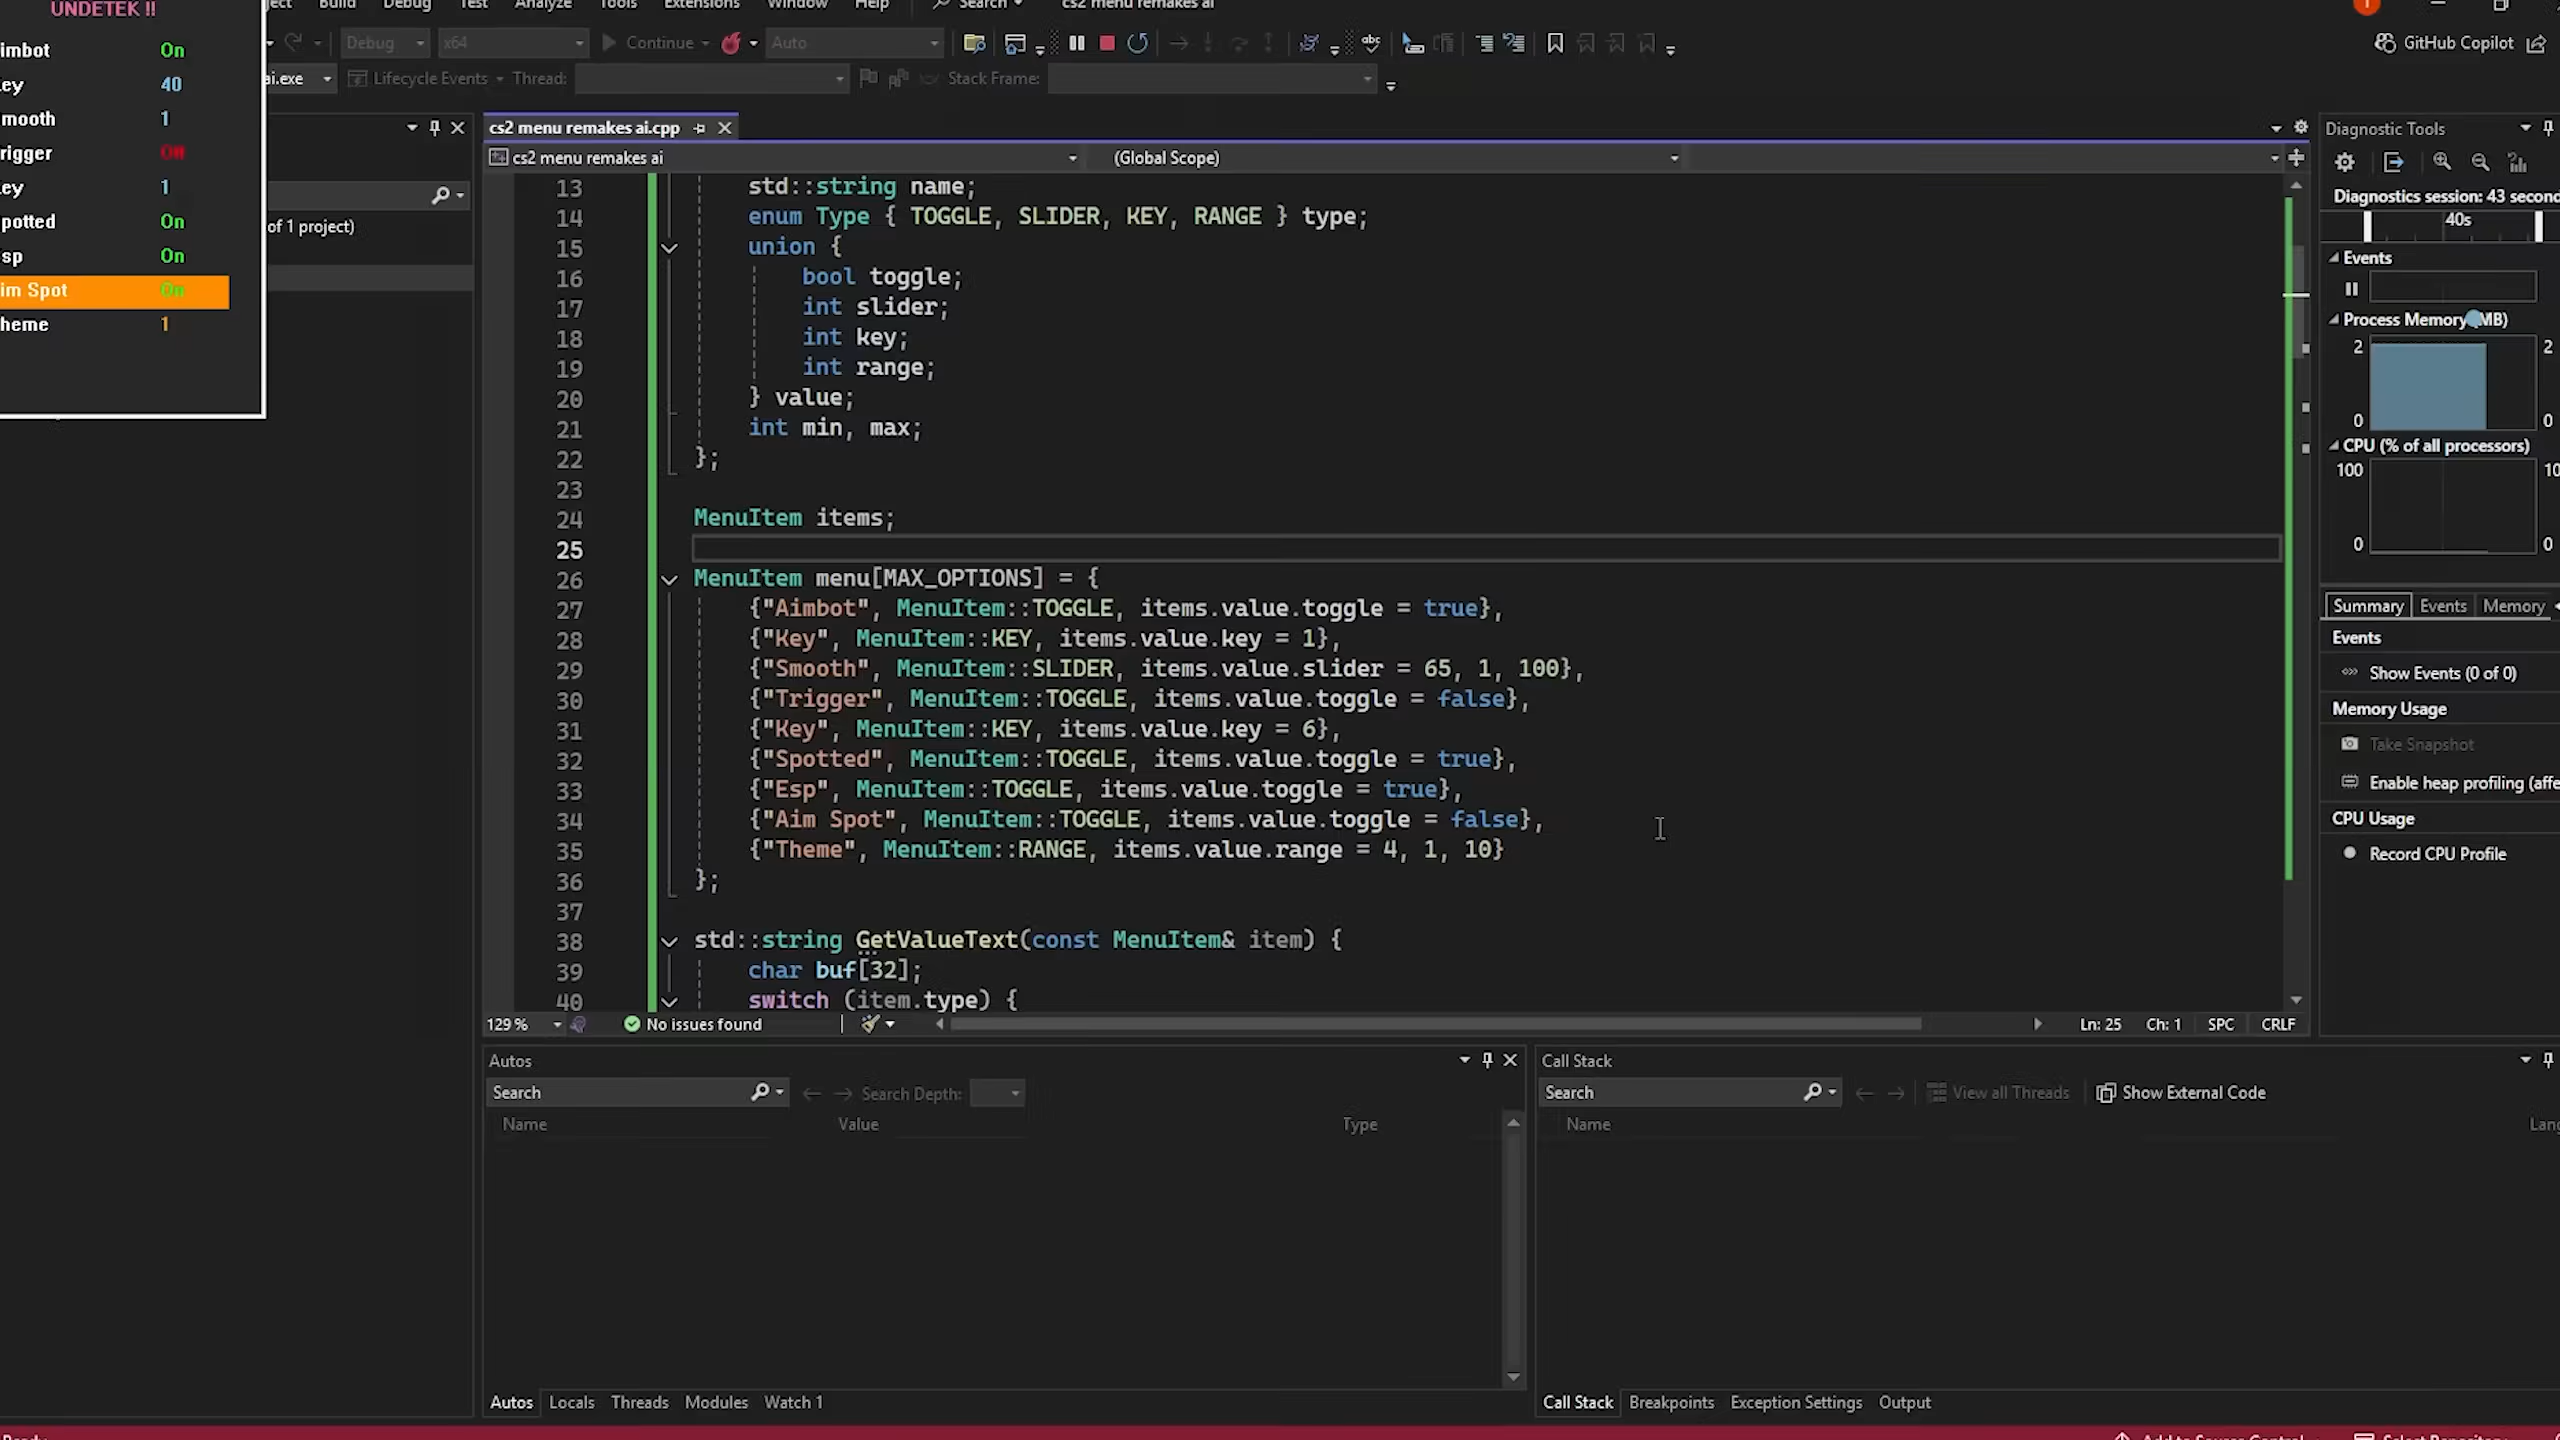 UNDETEK !!
imbot On
ey 40
mooth 1
rigger Off
ey 1
potted On
sp On
im Spot On
heme 1
ject Build Debug Test Analyze Tools Extensions Window Help Search cs2 menu remakes ai
Debug x64 Continue Auto GitHub Copilot
ai.exe Lifecycle Events Thread: Stack Frame:
of 1 project)
cs2 menu remakes ai.cpp
cs2 menu remakes ai (Global Scope)
13 std::string name;
14 enum Type { TOGGLE, SLIDER, KEY, RANGE } type;
15 union {
16 bool toggle;
17 int slider;
18 int key;
19 int range;
20 } value;
21 int min, max;
22 };
23
24 MenuItem items;
25
26 MenuItem menu[MAX_OPTIONS] = {
27 {"Aimbot", MenuItem::TOGGLE, items.value.toggle = true},
28 {"Key", MenuItem::KEY, items.value.key = 1},
29 {"Smooth", MenuItem::SLIDER, items.value.slider = 65, 1, 100},
30 {"Trigger", MenuItem::TOGGLE, items.value.toggle = false},
31 {"Key", MenuItem::KEY, items.value.key = 6},
32 {"Spotted", MenuItem::TOGGLE, items.value.toggle = true},
33 {"Esp", MenuItem::TOGGLE, items.value.toggle = true},
34 {"Aim Spot", MenuItem::TOGGLE, items.value.toggle = false},
35 {"Theme", MenuItem::RANGE, items.value.range = 4, 1, 10}
36 };
37
38 std::string GetValueText(const MenuItem& item) {
39 char buf[32];
40 switch (item.type) {
129 % No issues found Ln: 25 Ch: 1 SPC CRLF
Diagnostic Tools
Diagnostics session: 43 second
40s
Events
Process Memory (MB)
2 2
0 0
CPU (% of all processors)
100 10
0 0
Summary Events Memory
Events
Show Events (0 of 0)
Memory Usage
Take Snapshot
Enable heap profiling (affe
CPU Usage
Record CPU Profile
Autos
Search Search Depth:
Name Value Type
Autos Locals Threads Modules Watch 1
Call Stack
Search View all Threads Show External Code
Name Lang
Call Stack Breakpoints Exception Settings Output